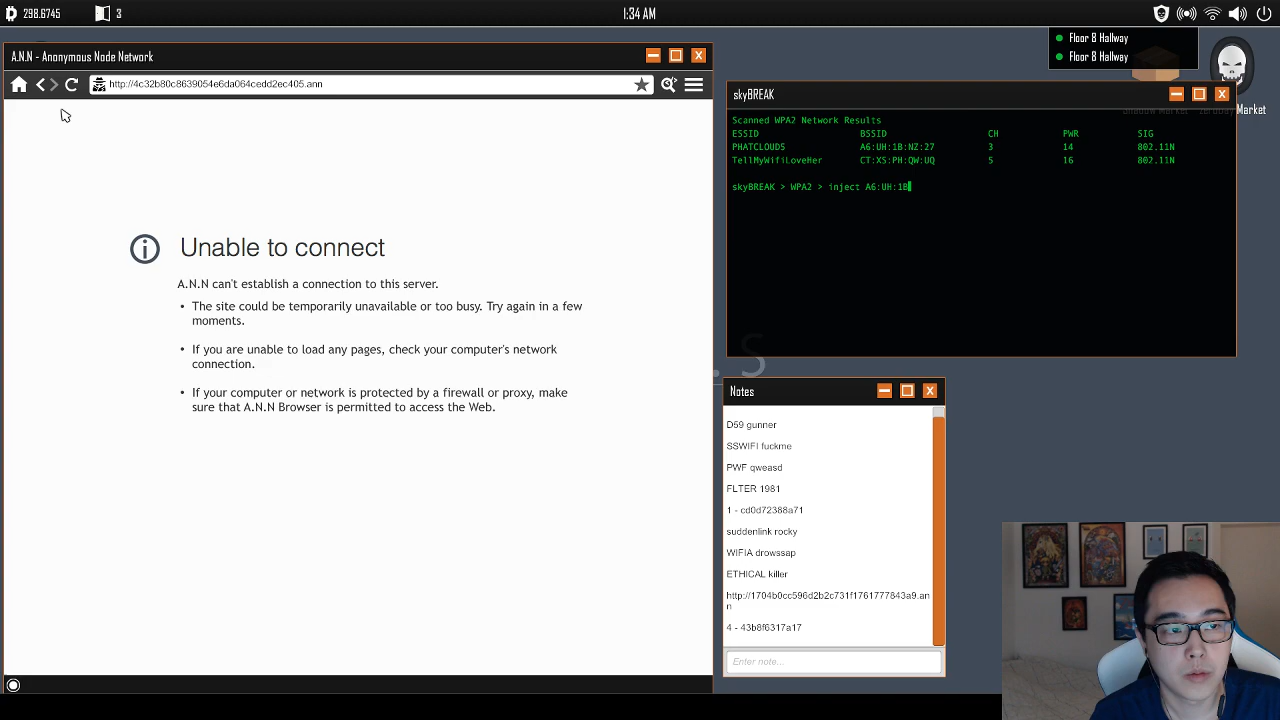 298.6745
3
1:34 AM
A.N.N - Anonymous Node Network
http://4c32b80c8639054e6da064cedd2ec405.ann
Unable to connect
A.N.N can't establish a connection to this server.
• The site could be temporarily unavailable or too busy. Try again in a few
moments.
• If you are unable to load any pages, check your computer's network
connection.
• If your computer or network is protected by a firewall or proxy, make
sure that A.N.N Browser is permitted to access the Web.
Floor 8 Hallway
Floor 8 Hallway
Market
skyBREAK
Scanned WPA2 Network Results
ESSID BSSID CH PWR SIG
PHATCLOUDS A6:UH:1B:NZ:27 3 14 802.11N
TellMyWifiLoveHer CT:XS:PH:QW:UQ 5 16 802.11N
skyBREAK > WPA2 > inject A6:UH:1B
.S
Notes
D59 gunner
SSWIFI fuckme
PWF qweasd
FLTER 1981
1 - cd0d72388a71
suddenlink rocky
WIFIA drowssap
ETHICAL killer
http://1704b0cc596d2b2c731f1761777843a9.an
n
4 - 43b8f6317a17
Enter note...